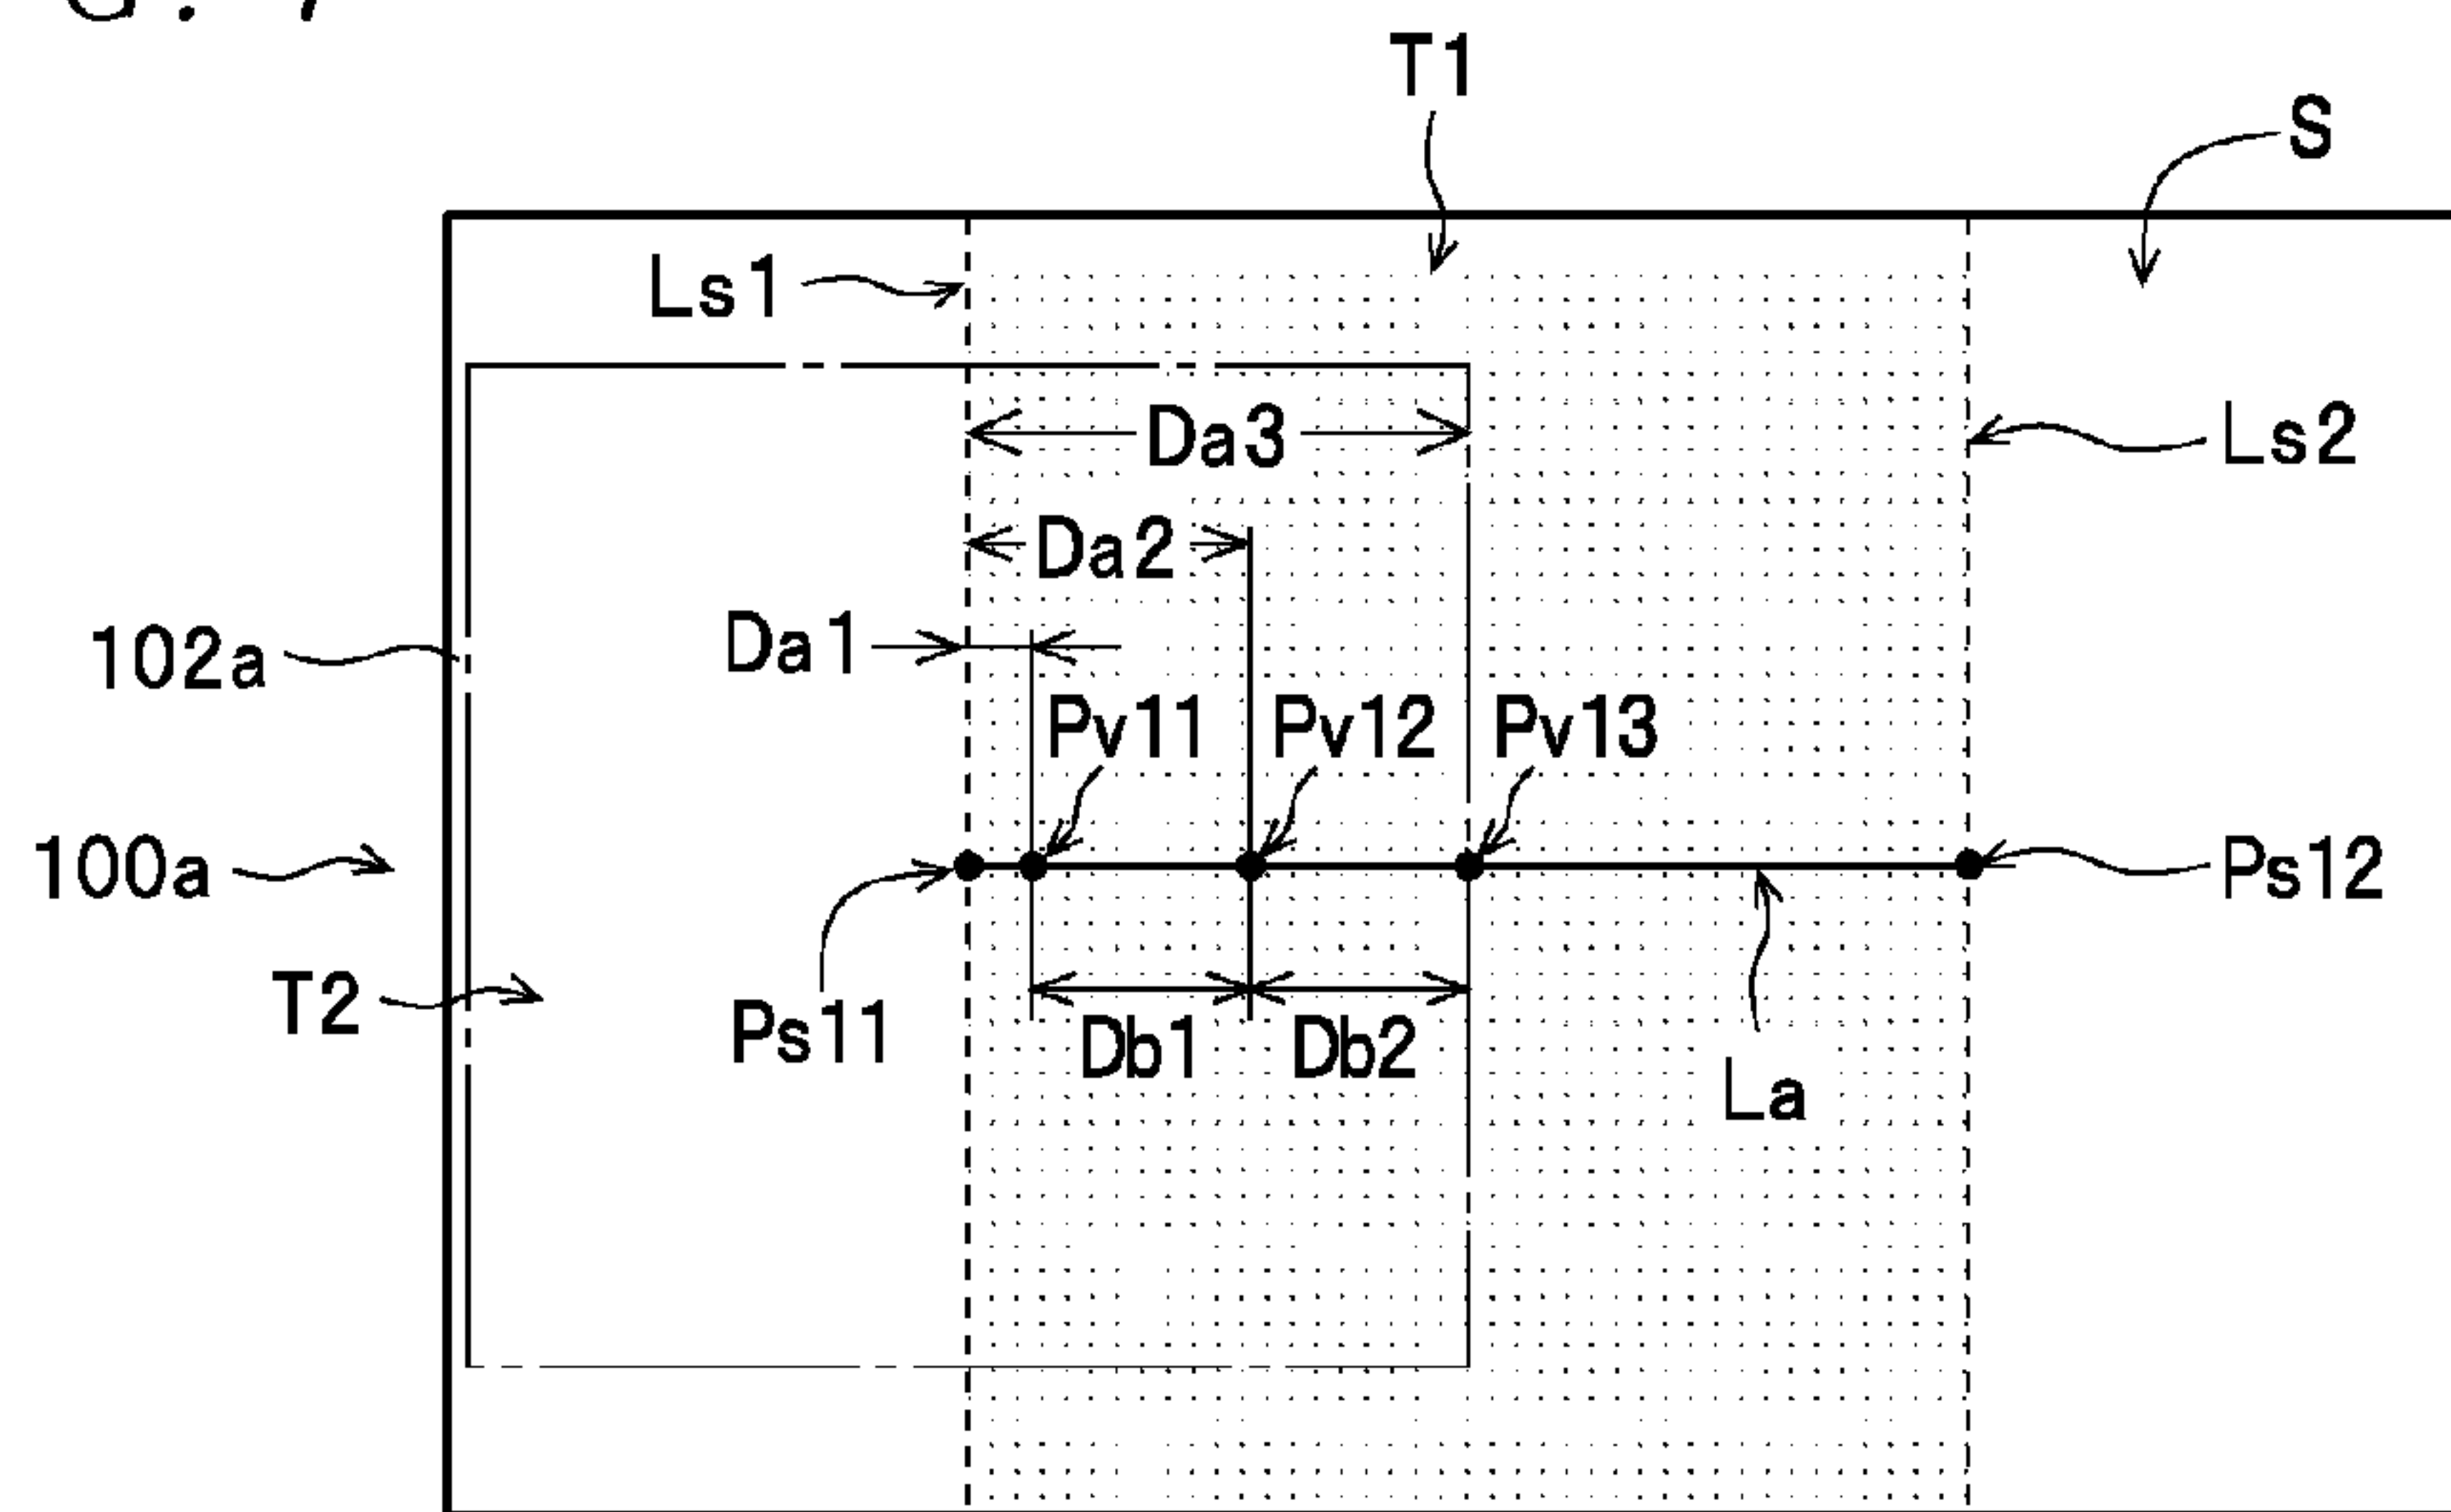 T1
S
Ls1
Da3
Ls2
Da2
Da1
102a
Pv11
Pv12
Pv13
100a
Ps12
T2
Ps11
Db1
Db2
La